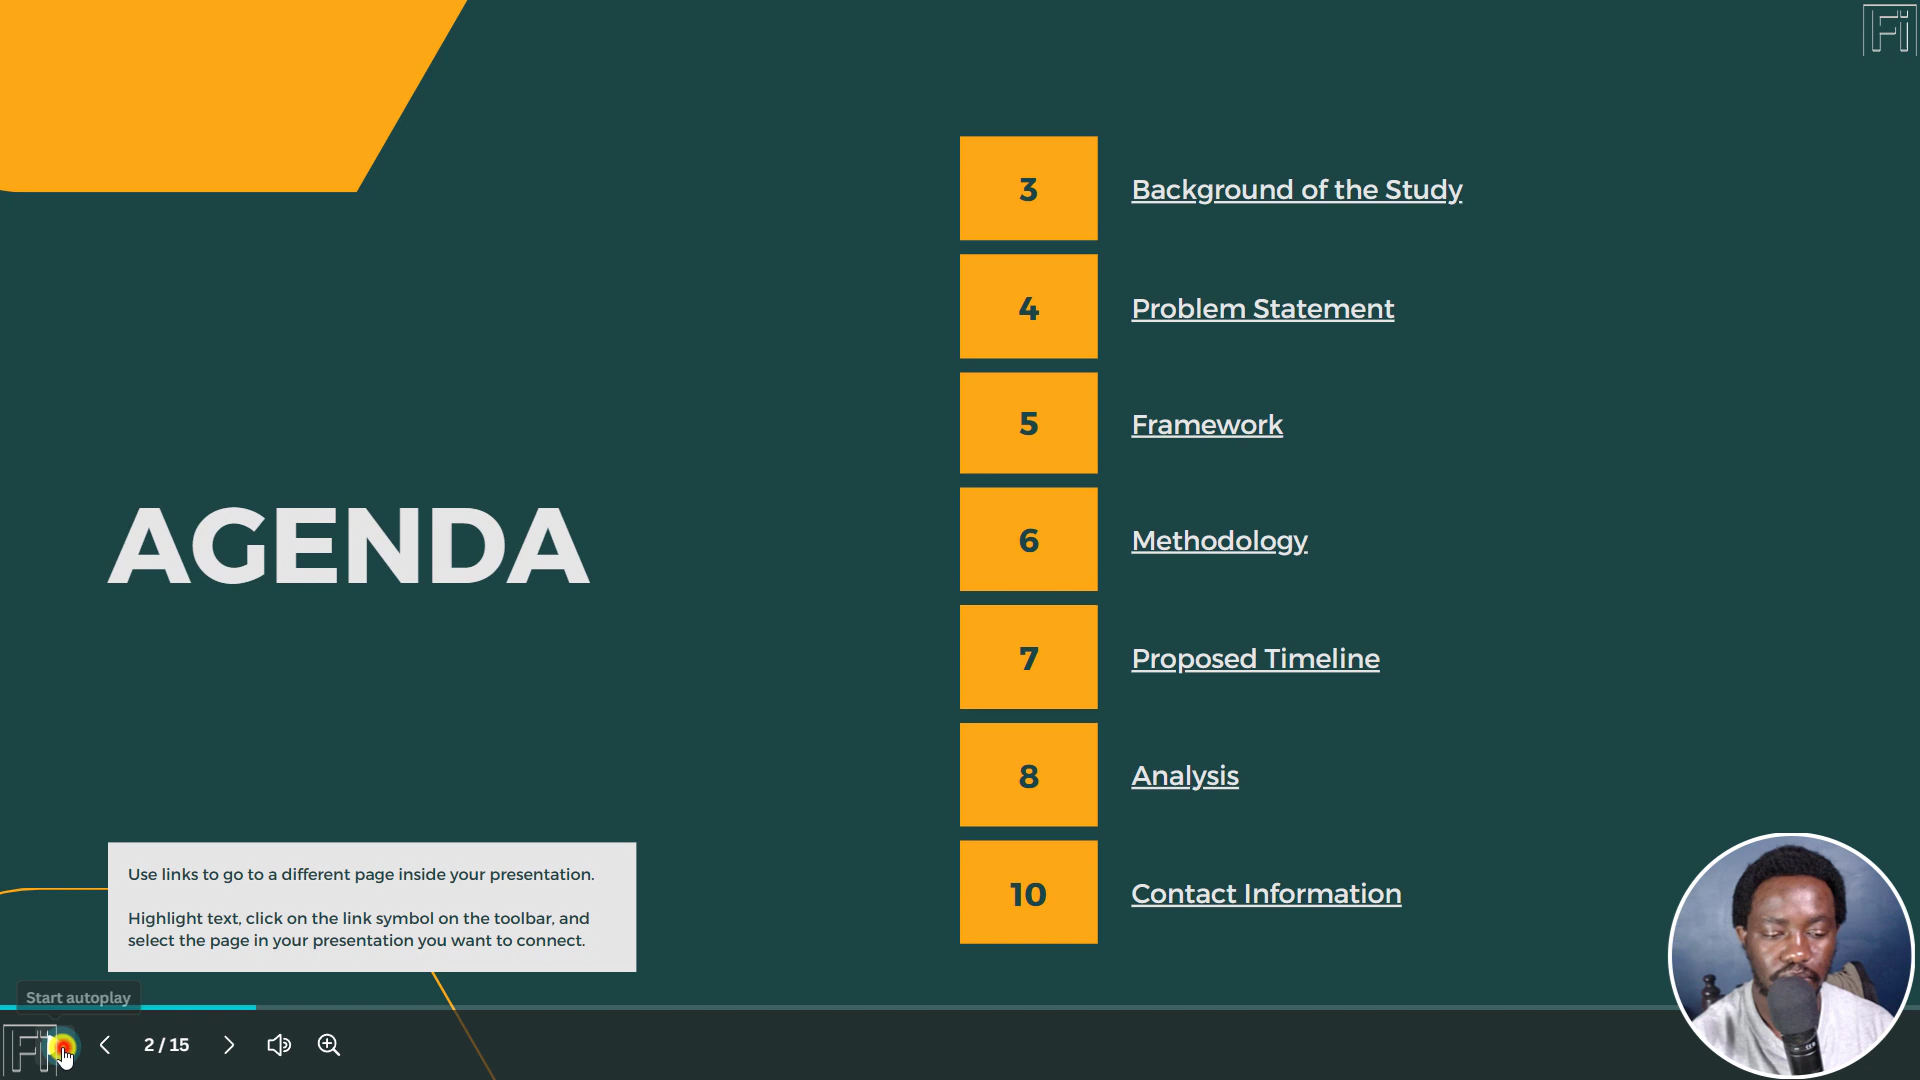 Fi
3 Background of the Study
4 Problem Statement
5 Framework
AGENDA
6 Methodology
7 Proposed Timeline
8 Analysis
10 Contact Information
Use links to go to a different page inside your presentation.
Highlight text, click on the link symbol on the toolbar, and
select the page in your presentation you want to connect.
Start autoplay
Fi
2 / 15